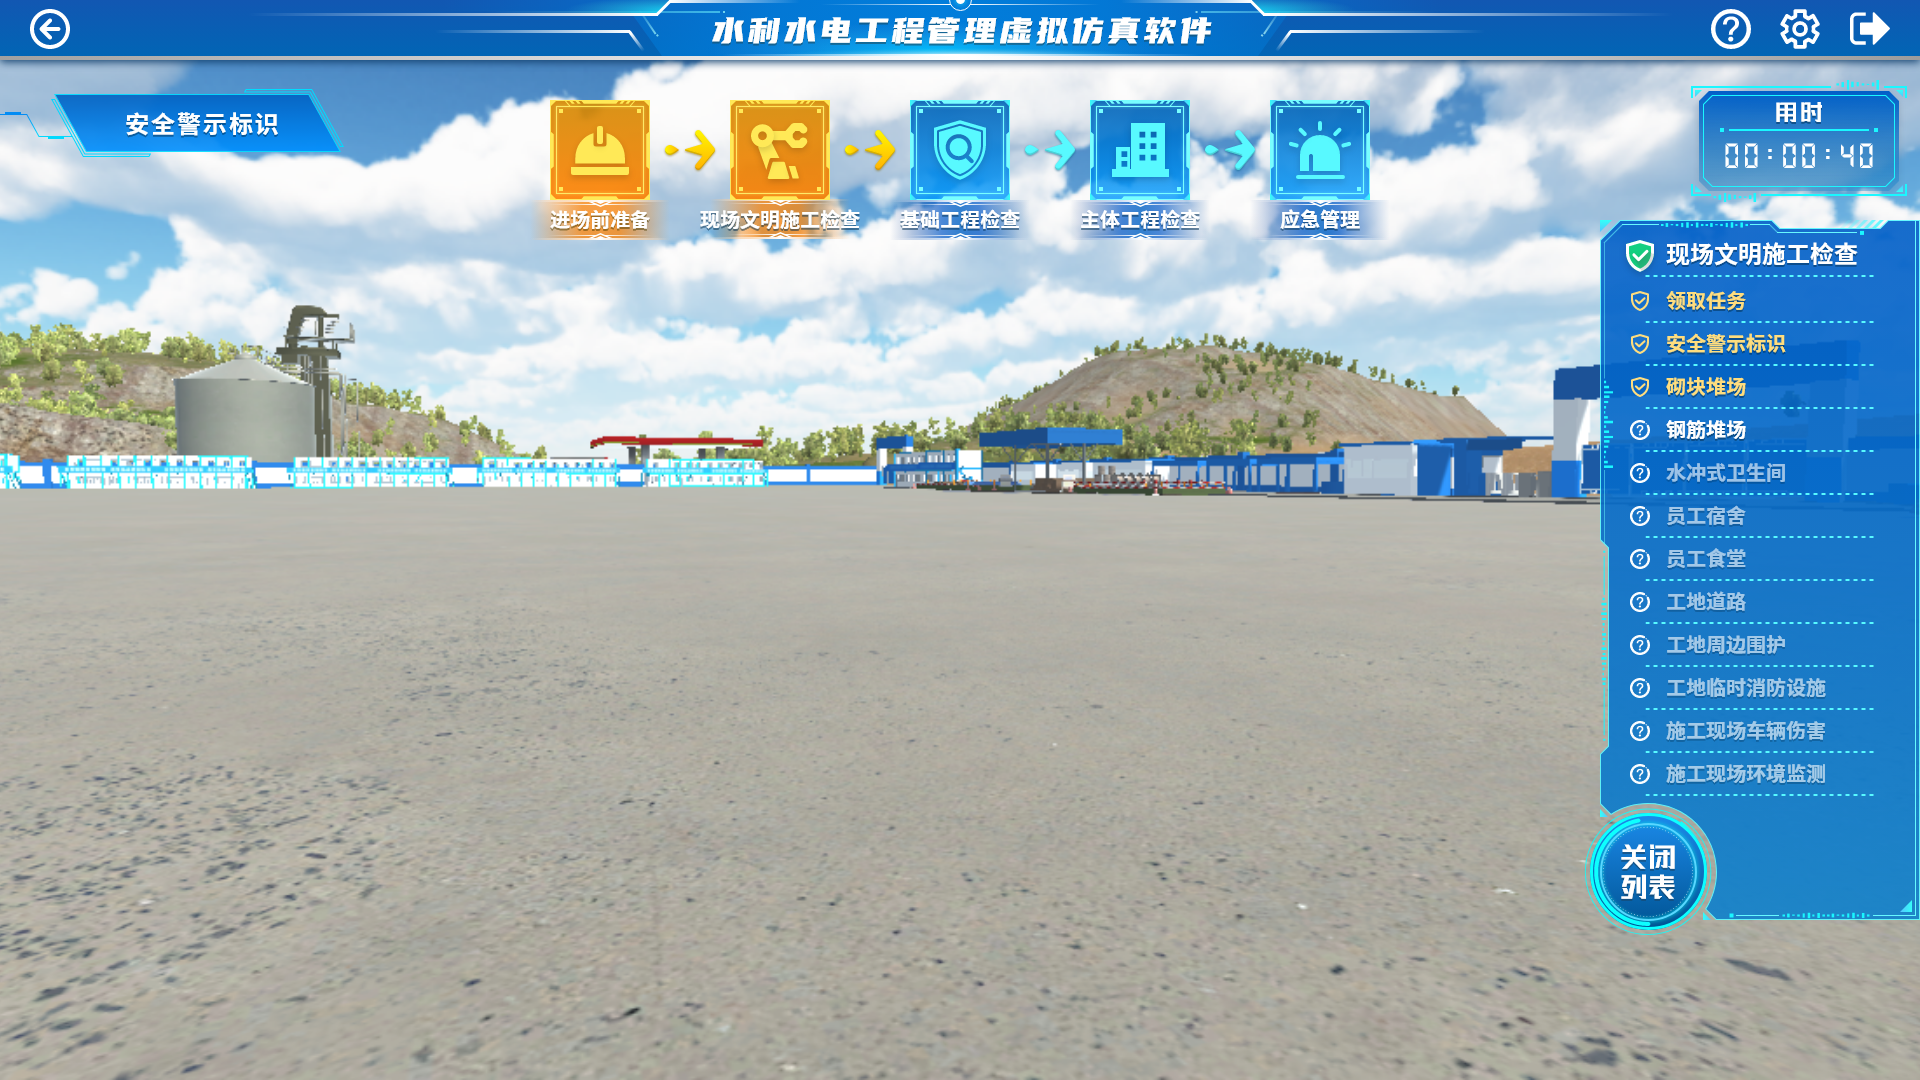 水利水电工程管理虚拟仿真软件
安全警示标识
进场前准备
现场文明施工检查
基础工程检查
主体工程检查
应急管理
用时
00:00:40
现场文明施工检查
领取任务
安全警示标识
砌块堆场
钢筋堆场
水冲式卫生间
员工宿舍
员工食堂
工地道路
工地周边围护
工地临时消防设施
施工现场车辆伤害
施工现场环境监测
关闭
列表